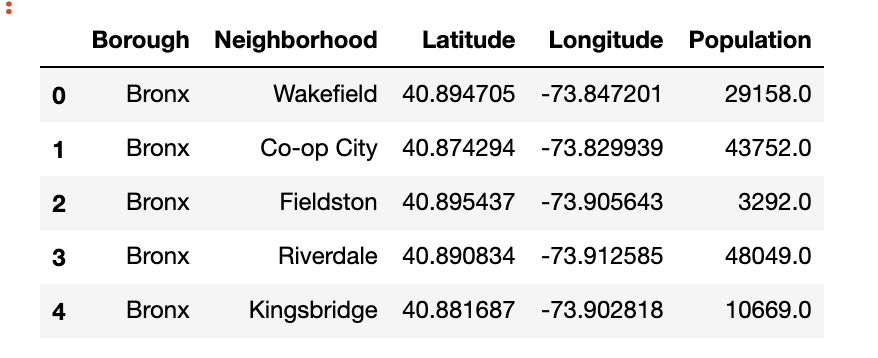 Borough Neighborhood Latitude Longitude Population
0 Bronx Wakefield 40.894705 -73.847201 29158.0
1 Bronx Co-op City 40.874294 -73.829939 43752.0
2 Bronx Fieldston 40.895437 -73.905643 3292.0
3 Bronx Riverdale 40.890834 -73.912585 48049.0
4 Bronx Kingsbridge 40.881687 -73.902818 10669.0